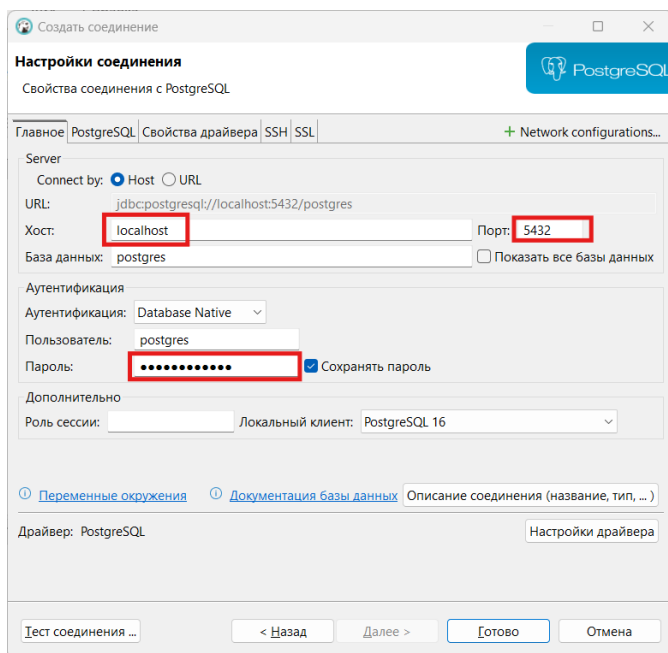 Создать соединение
Настройки соединения
Свойства соединения с PostgreSQL
PostgreSQL
Главное PostgreSQL Свойства драйвера SSH SSL + Network configurations...
Server
Connect by: Host URL
URL: jdbc:postgresql://localhost:5432/postgres
Хост: localhost Порт: 5432
База данных: postgres Показать все базы данных
Аутентификация
Аутентификация: Database Native
Пользователь: postgres
Пароль: •••••••••••• Сохранять пароль
Дополнительно
Роль сессии: Локальный клиент: PostgreSQL 16
Переменные окружения Документация базы данных Описание соединения (название, тип, ... )
Драйвер: PostgreSQL Настройки драйвера
Тест соединения ... < Назад Далее > Готово Отмена